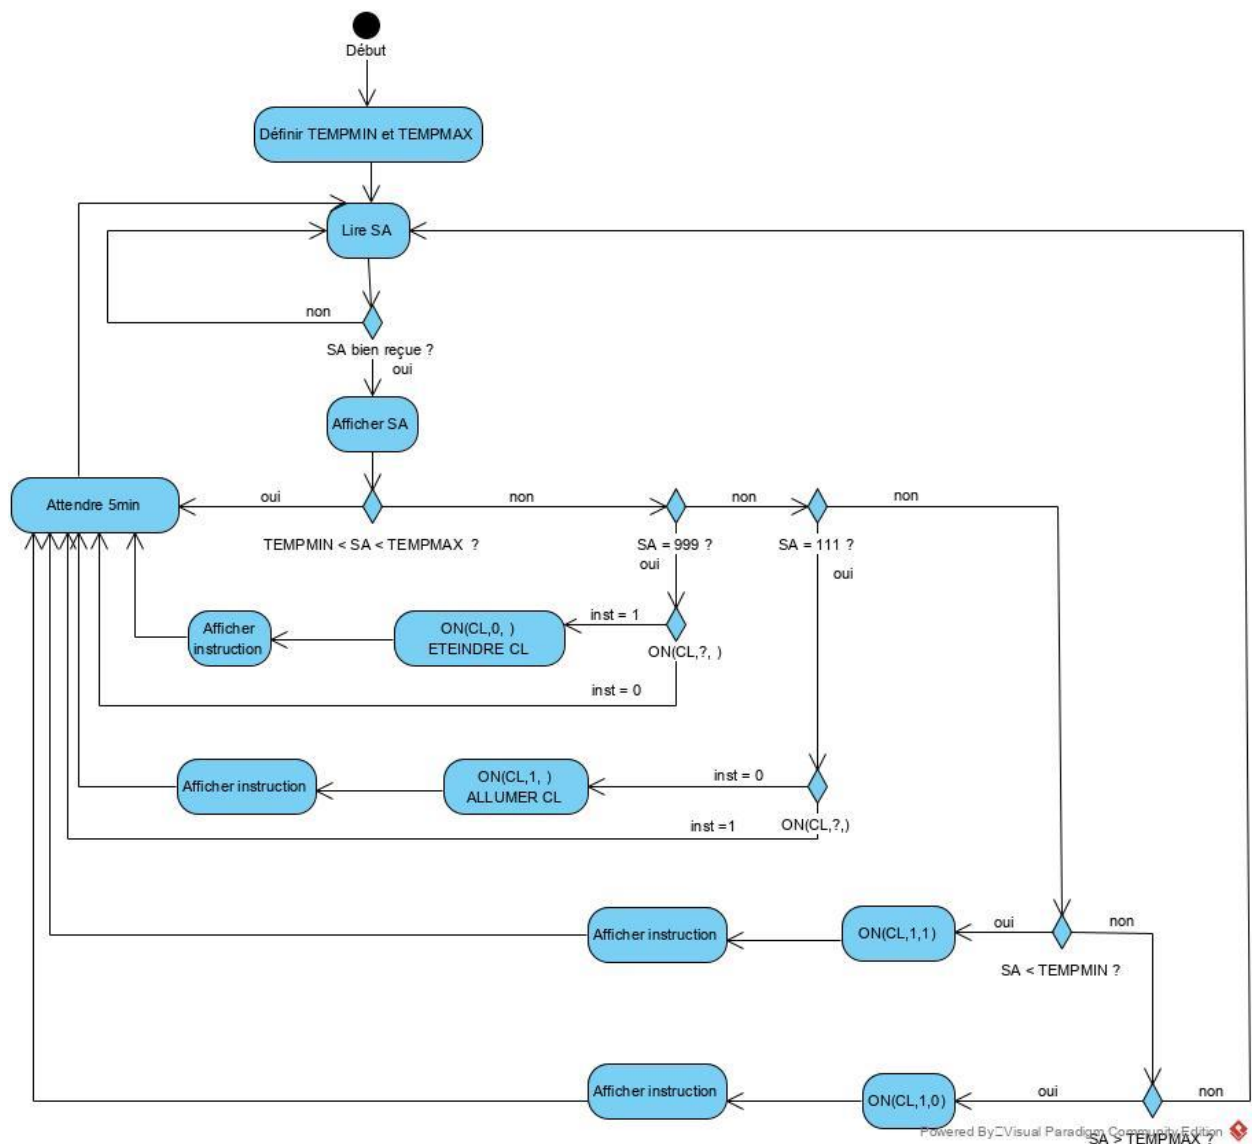 Début
Définir TEMPMIN et TEMPMAX
Lire SA
non
SA bien reçue ?
oui
Afficher SA
Attendre 5min
oui
non
non
non
TEMPMIN < SA < TEMPMAX ?
SA = 999 ?
SA = 111 ?
oui
oui
Afficher
instruction
ON(CL,0, )
ETEINDRE CL
inst = 1
ON(CL,?, )
inst = 0
Afficher instruction
ON(CL,1, )
ALLUMER CL
inst = 0
inst =1
ON(CL,?,)
Afficher instruction
ON(CL,1,1)
oui
non
SA < TEMPMIN ?
Afficher instruction
ON(CL,1,0)
oui
non
SA > TEMPMAX ?
Powered By Visual Paradigm Community Edition